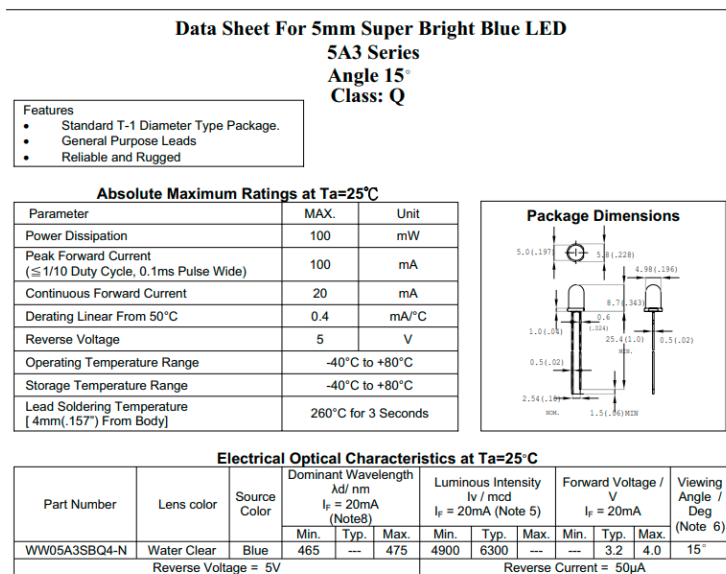 Data Sheet For 5mm Super Bright Blue LED
5A3 Series
Angle 15°
Class: Q
Features
• Standard T-1 Diameter Type Package.
• General Purpose Leads
• Reliable and Rugged
Absolute Maximum Ratings at Ta=25℃
Parameter MAX. Unit
Power Dissipation 100 mW
Peak Forward Current
(≦1/10 Duty Cycle, 0.1ms Pulse Wide) 100 mA
Continuous Forward Current 20 mA
Derating Linear From 50°C 0.4 mA/°C
Reverse Voltage 5 V
Operating Temperature Range -40°C to +80°C
Storage Temperature Range -40°C to +80°C
Lead Soldering Temperature
[ 4mm(.157") From Body] 260°C for 3 Seconds
Package Dimensions
5.0(.197) 5.8(.228)
4.98(.196)
8.7(.343)
0.6
(.024)
1.0(.04)
25.4(1.0) 0.5(.02)
MIN.
0.5(.02)
2.54(.10)
NOM. 1.5(.06)MIN
Electrical Optical Characteristics at Ta=25°C
Part Number Lens color Source Color Dominant Wavelength λd/ nm IF = 20mA (Note8) Luminous Intensity Iv / mcd IF = 20mA (Note 5) Forward Voltage / V IF = 20mA Viewing Angle / Deg (Note 6)
Min. Typ. Max. Min. Typ. Max. Min. Typ. Max.
WW05A3SBQ4-N Water Clear Blue 465 --- 475 4900 6300 --- --- 3.2 4.0 15°
Reverse Voltage = 5V Reverse Current = 50µA